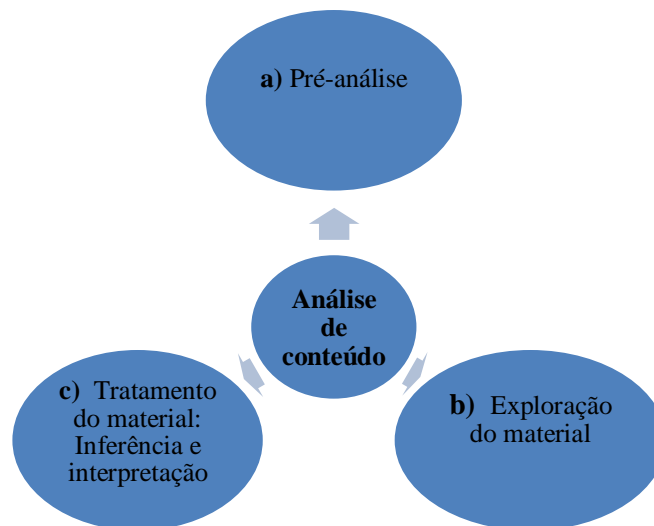 a) Pré-análise
Análise
de
conteúdo
c) Tratamento
do material:
Inferência e
interpretação
b) Exploração
do material